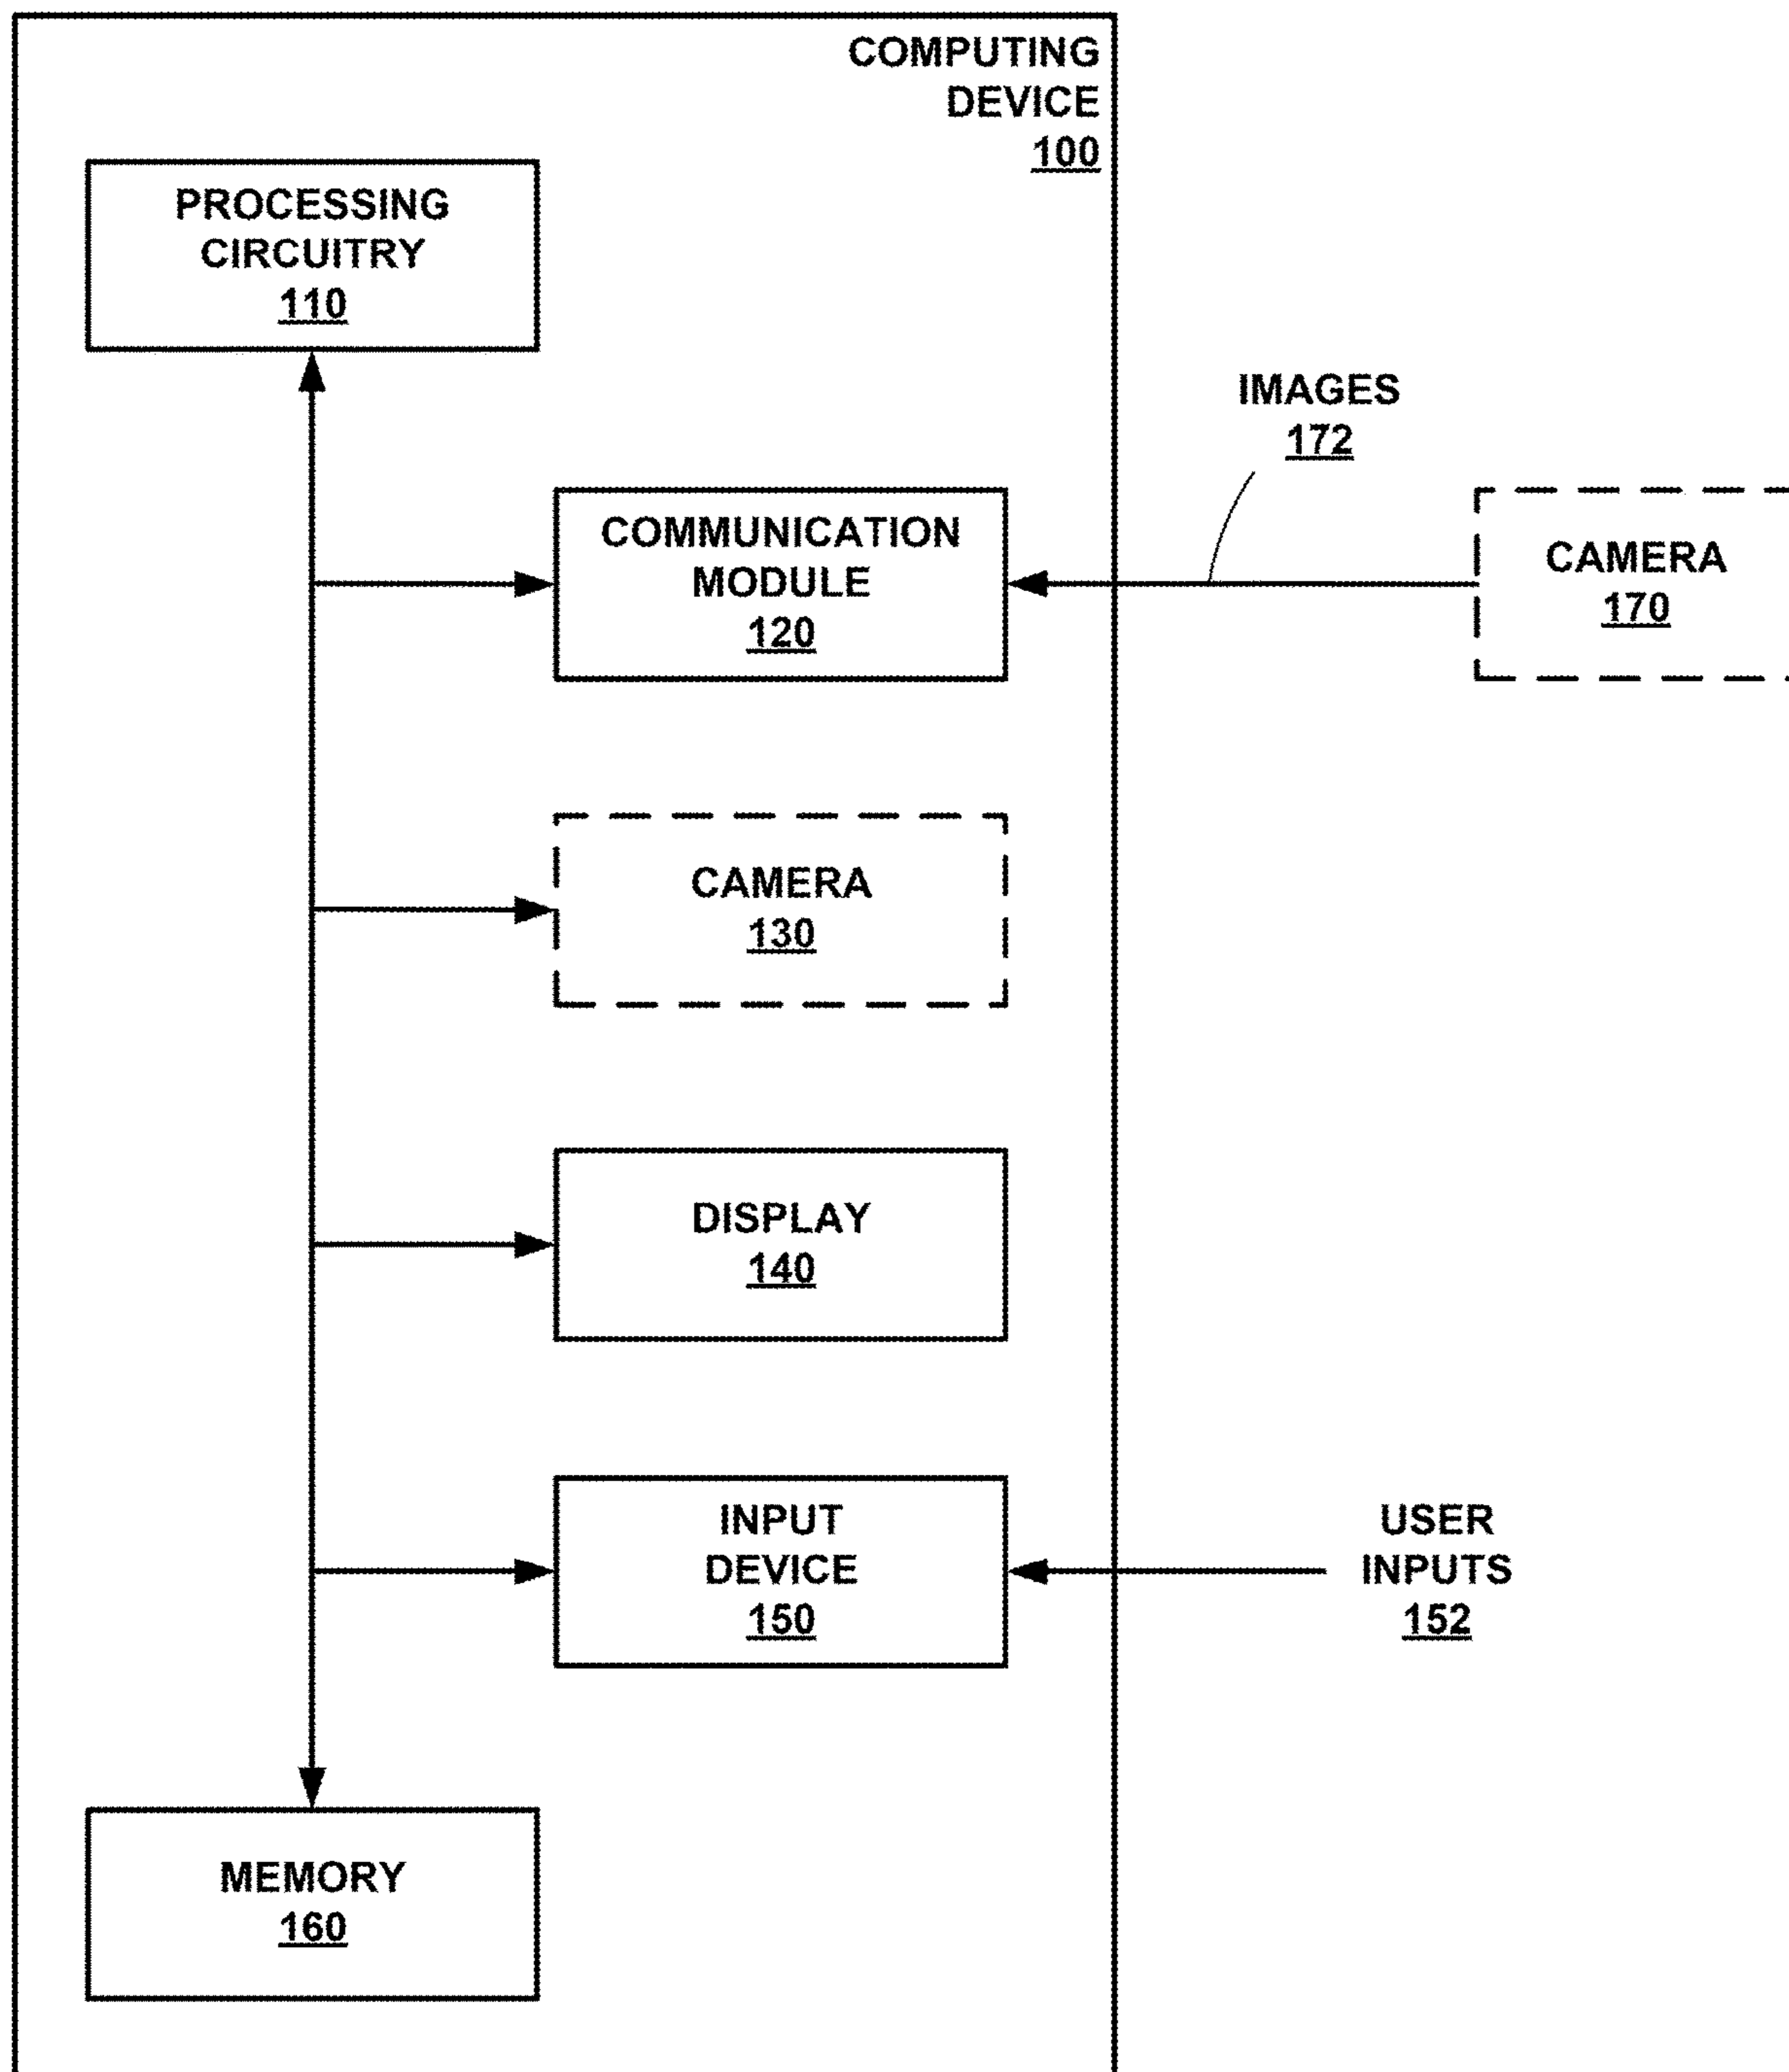 COMPUTING
DEVICE
100
PROCESSING
CIRCUITRY
110
IMAGES
172
COMMUNICATION
MODULE
120
CAMERA
170
CAMERA
130
DISPLAY
140
INPUT
DEVICE
150
USER
INPUTS
152
MEMORY
160